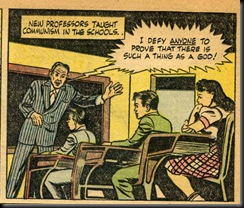 NEW PROFESSORS TAUGHT
COMMUNISM IN THE SCHOOLS..
I DEFY ANYONE TO
PROVE THAT THERE IS
SUCH A THING AS A GOD!